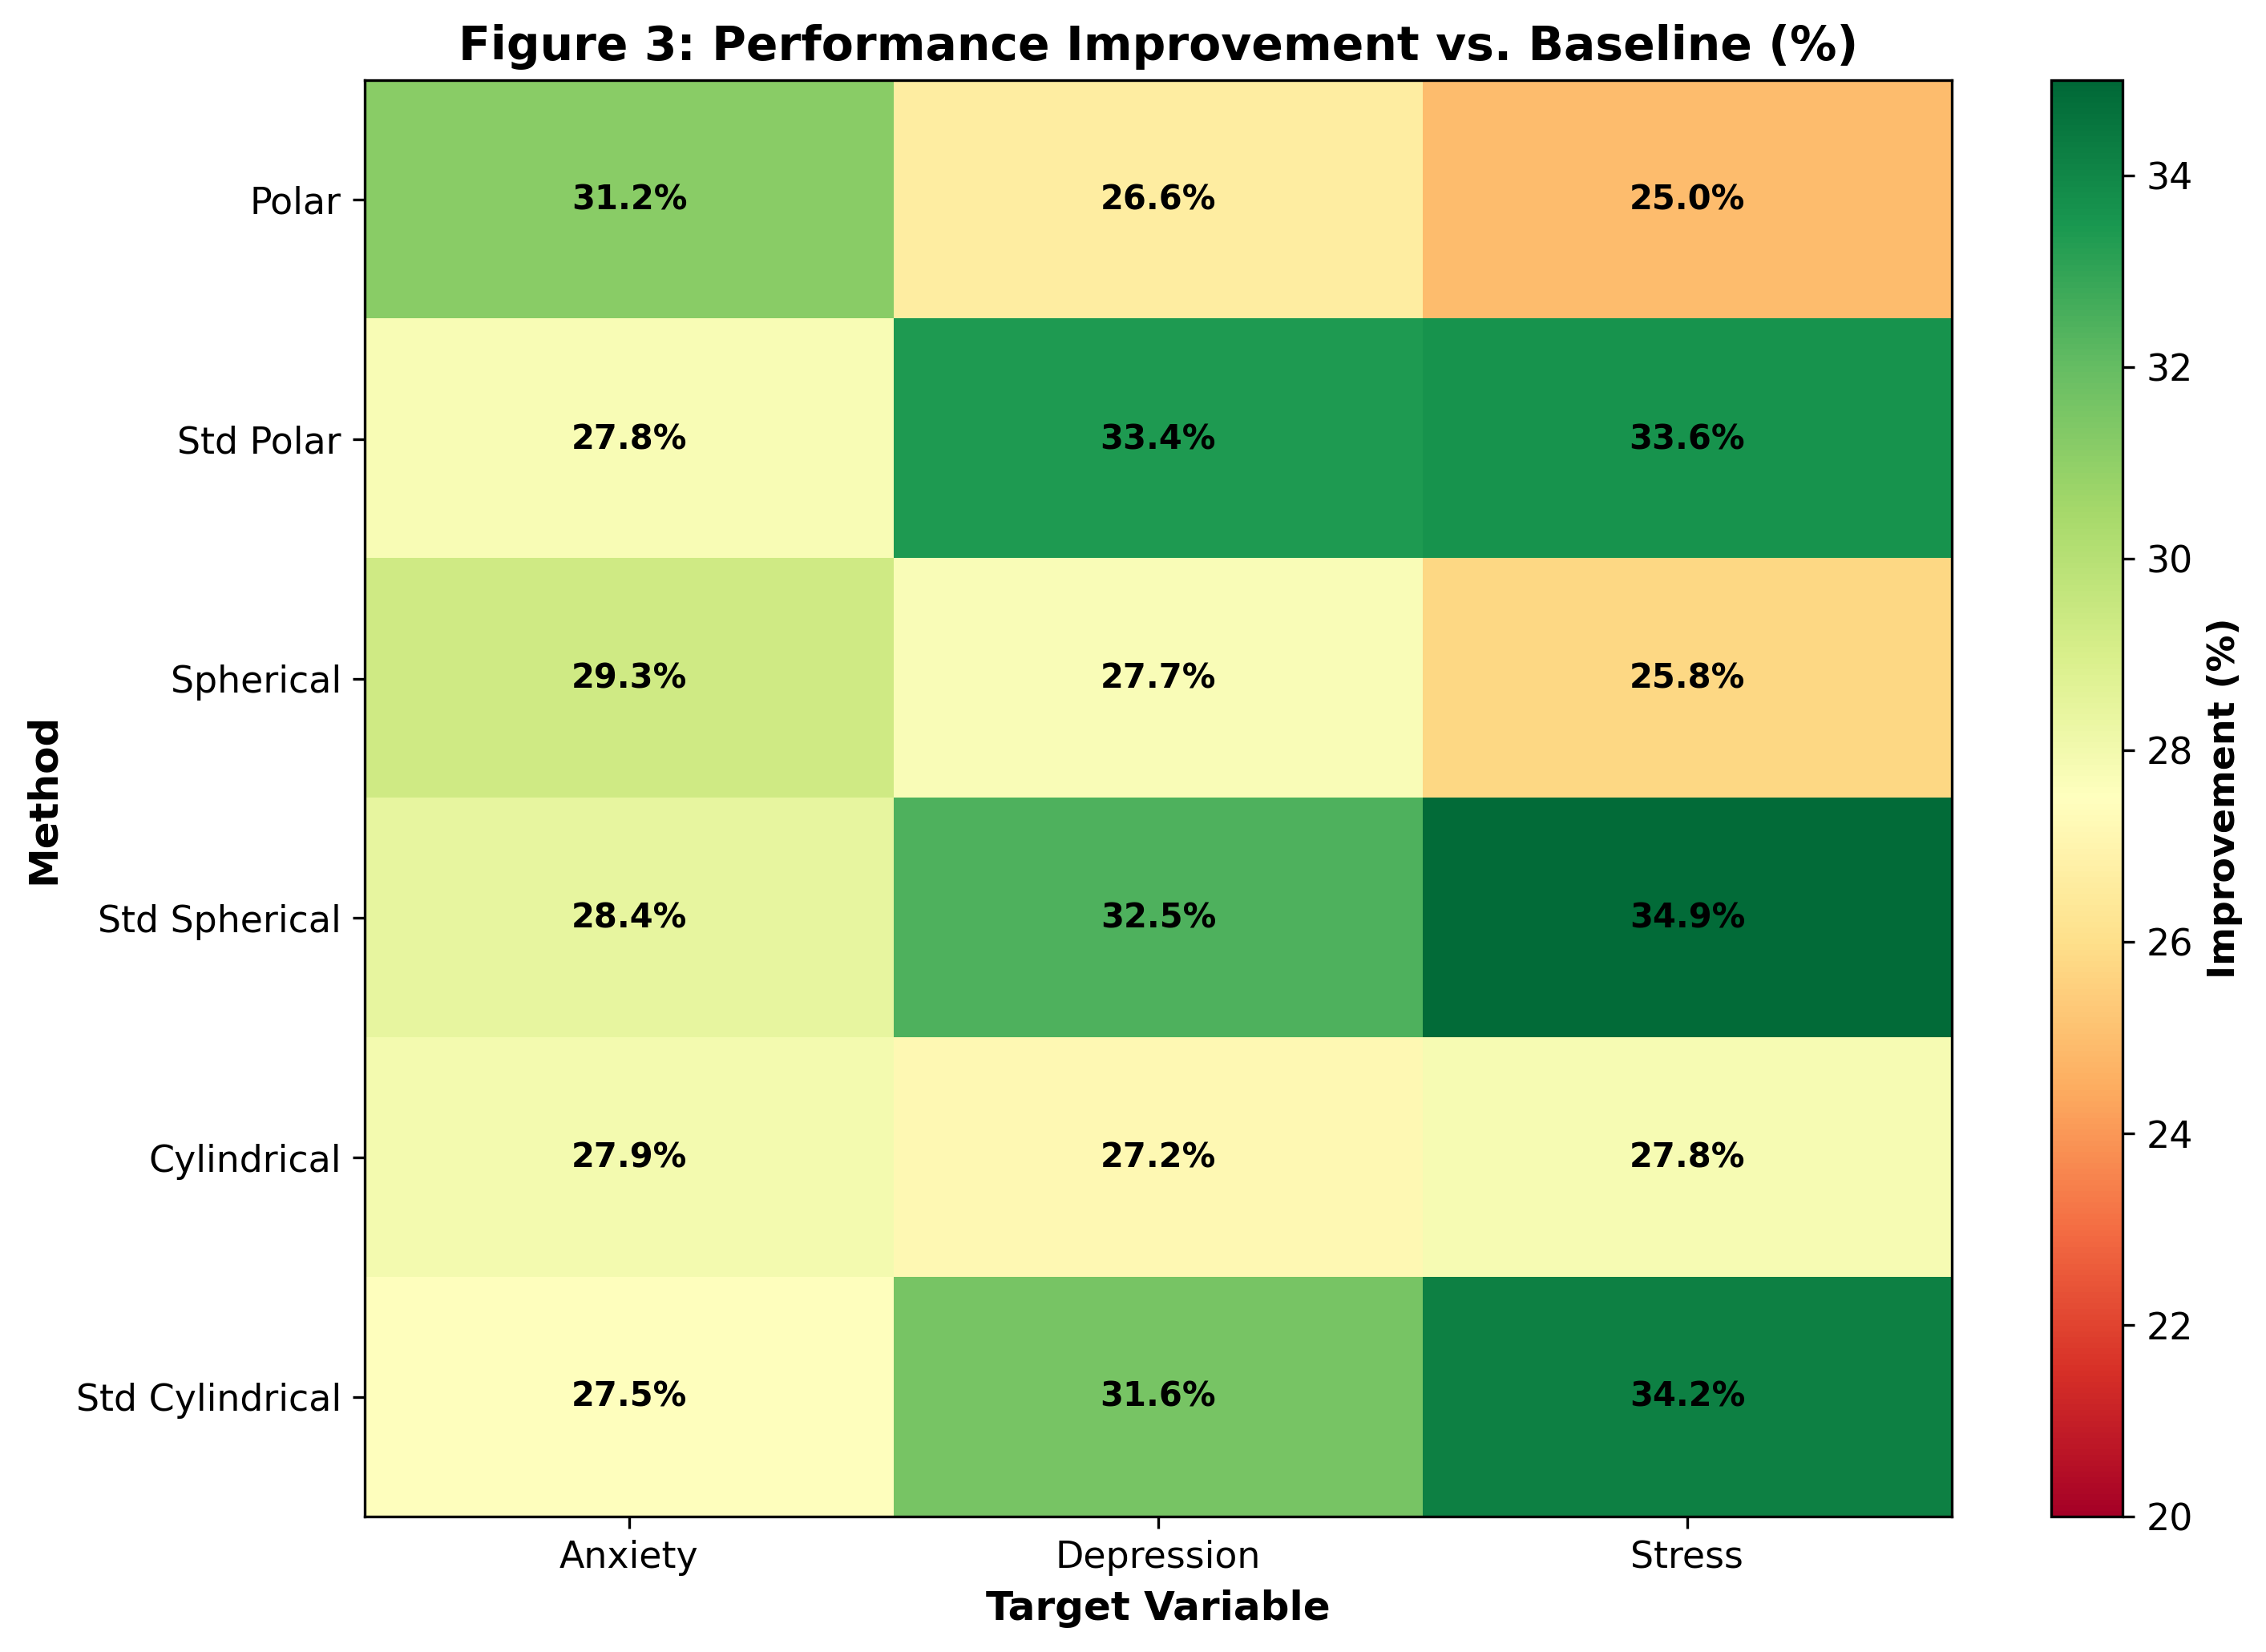 Figure 3: Performance Improvement vs. Baseline (%)
Method
Polar
31.2% 26.6% 25.0%
Std Polar
27.8% 33.4% 33.6%
Spherical
29.3% 27.7% 25.8%
Std Spherical
28.4% 32.5% 34.9%
Cylindrical
27.9% 27.2% 27.8%
Std Cylindrical
27.5% 31.6% 34.2%
Anxiety Depression Stress
Target Variable
34
32
30
28
26
24
22
20
Improvement (%)